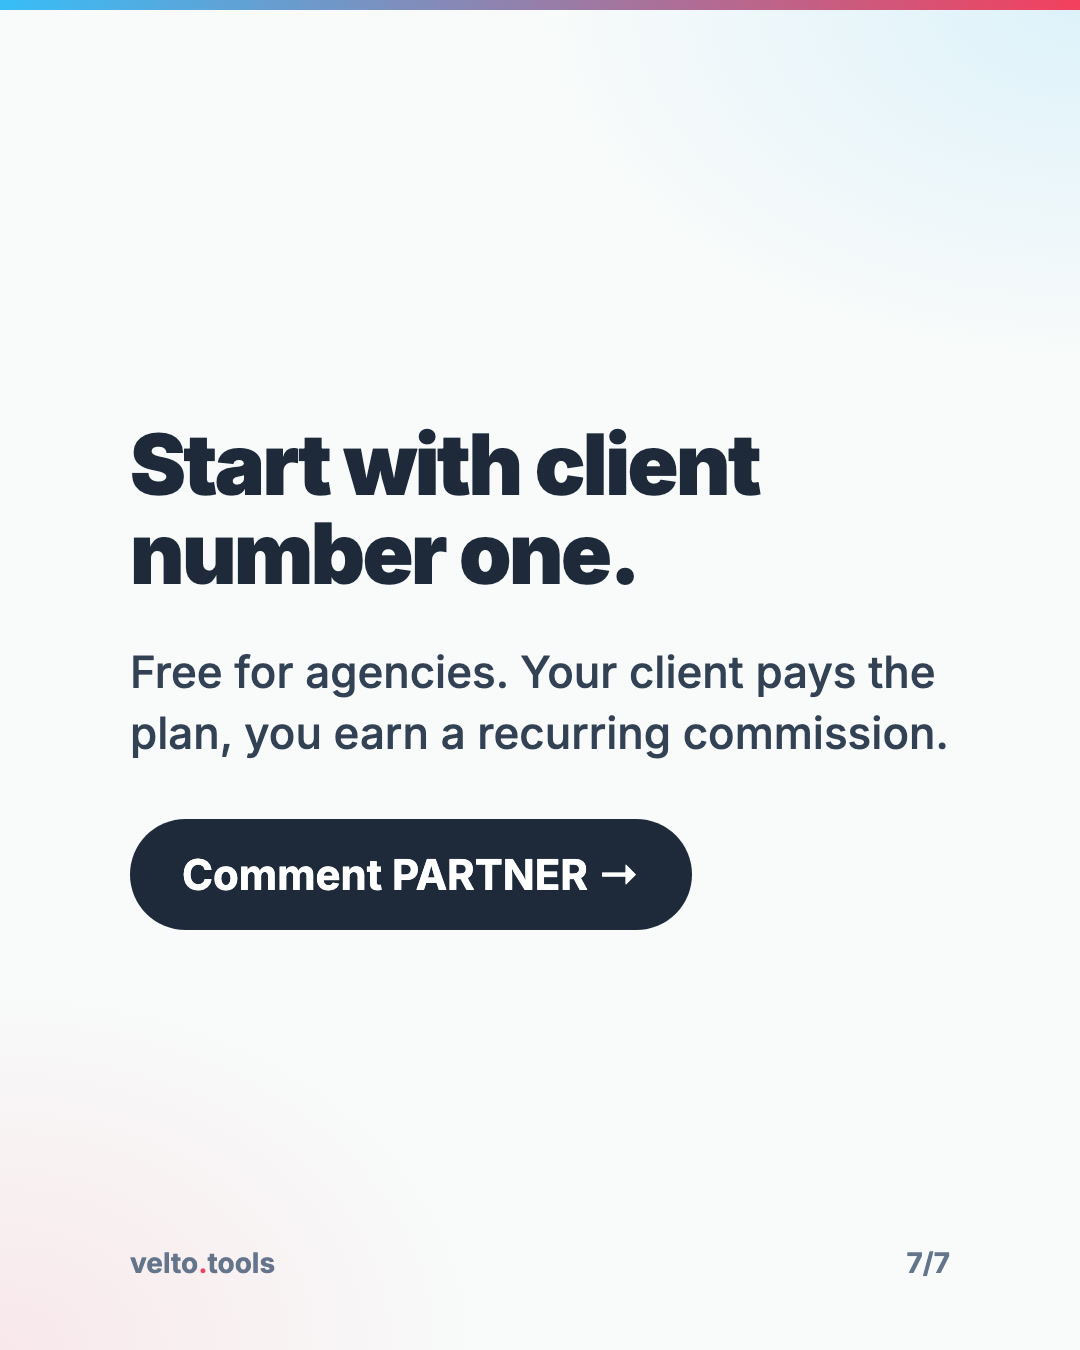 Start with client
number one.
Free for agencies. Your client pays the
plan, you earn a recurring commission.
Comment PARTNER →
velto.tools
7/7